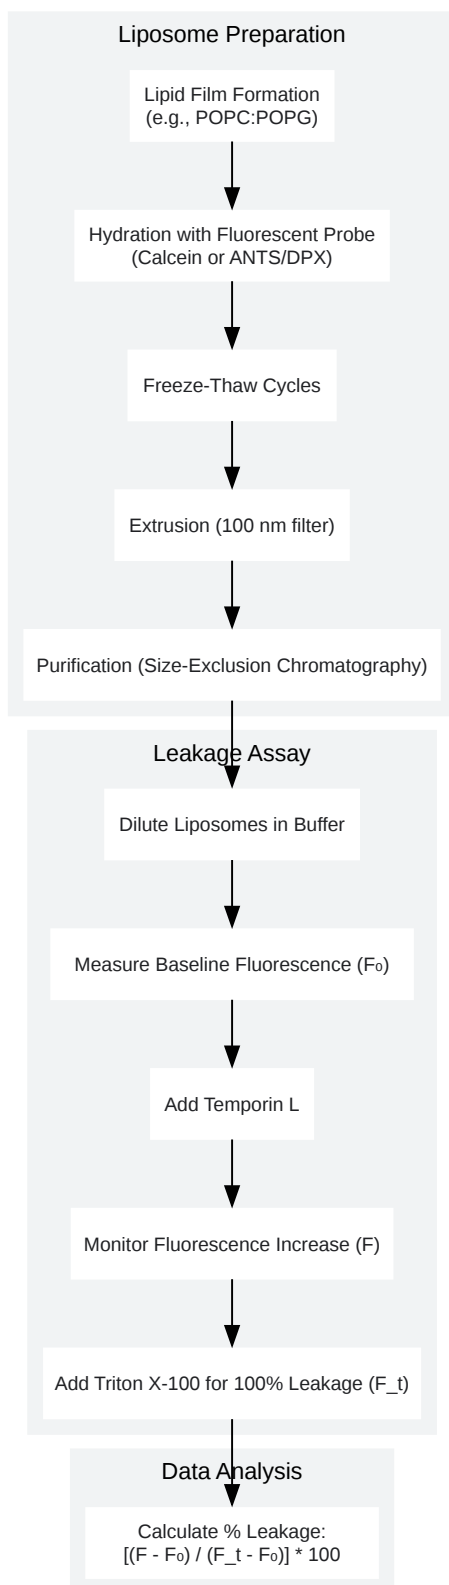 Liposome Preparation
Lipid Film Formation
(e.g., POPC:POPG)
Hydration with Fluorescent Probe
(Calcein or ANTS/DPX)
Freeze-Thaw Cycles
Extrusion (100 nm filter)
Purification (Size-Exclusion Chromatography)
Leakage Assay
Dilute Liposomes in Buffer
Measure Baseline Fluorescence (F₀)
Add Temporin L
Monitor Fluorescence Increase (F)
Add Triton X-100 for 100% Leakage (F_t)
Data Analysis
Calculate % Leakage:
[(F - F₀) / (F_t - F₀)] * 100